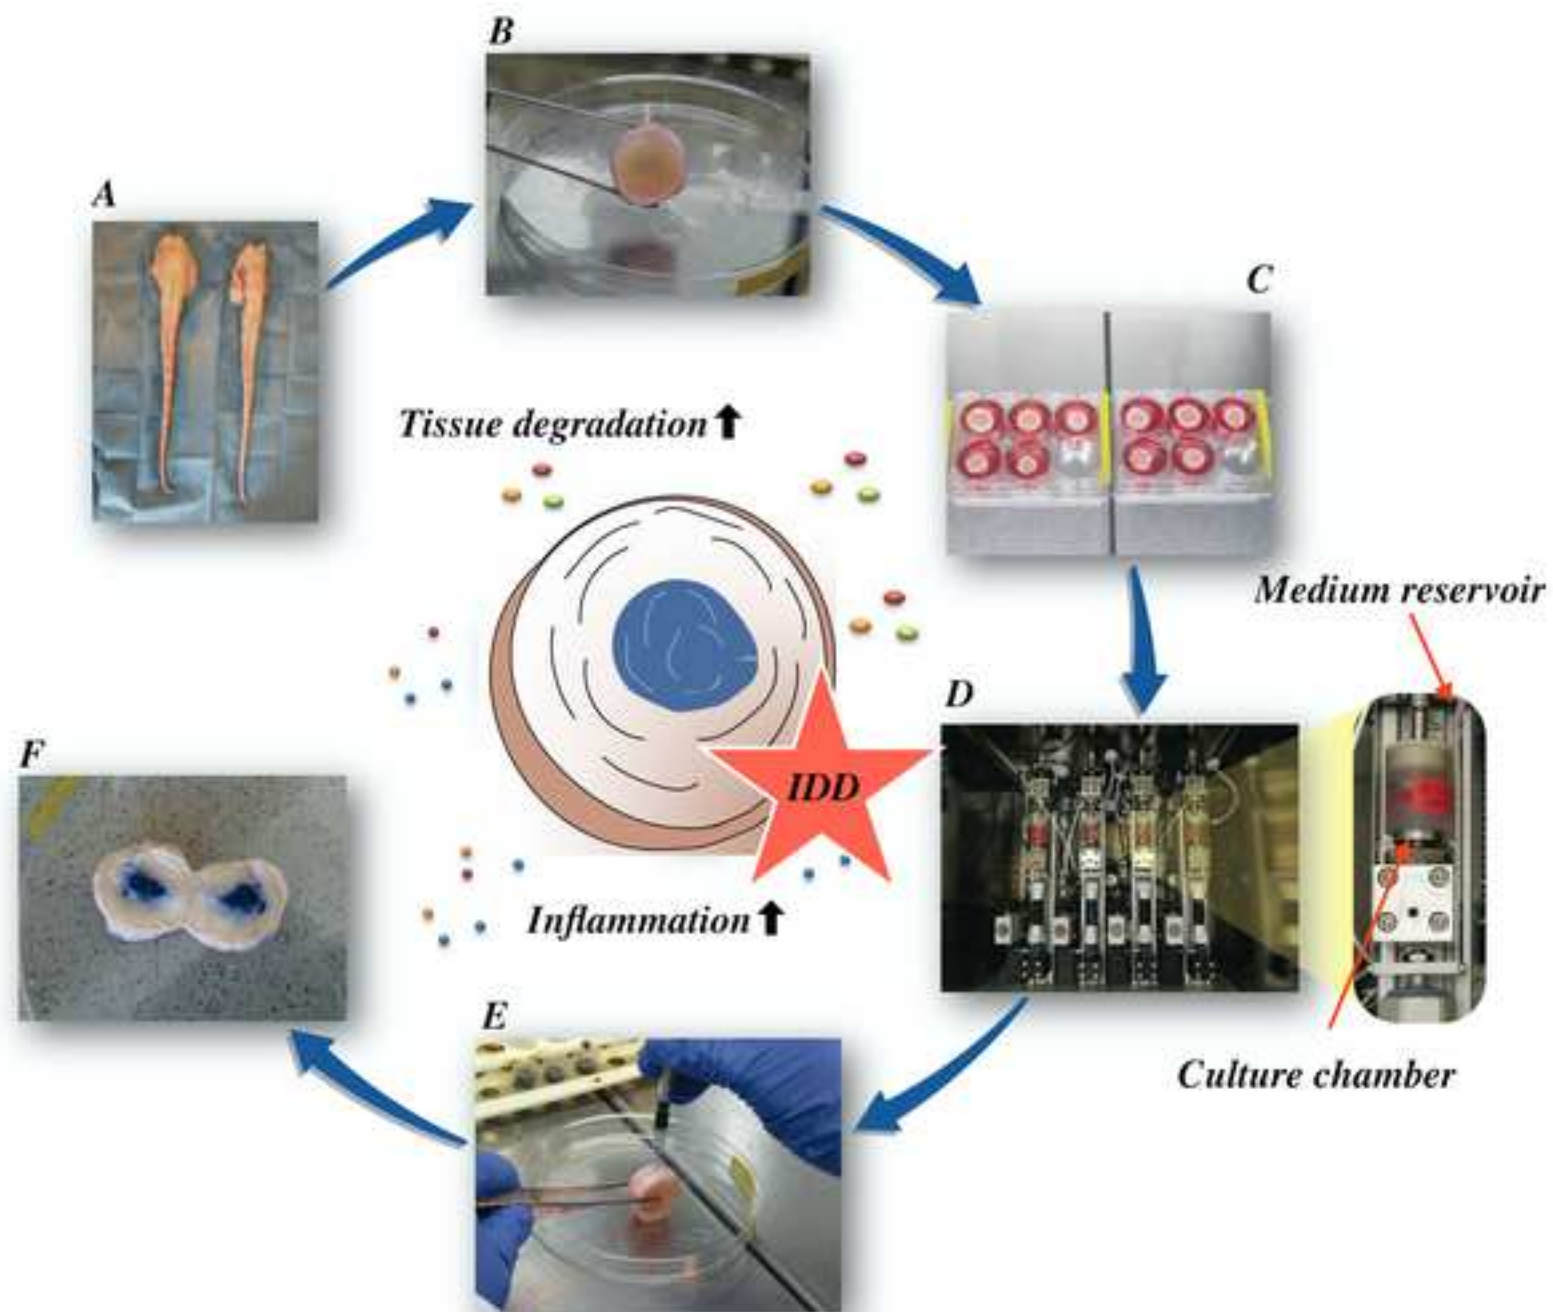 B
A
C
Tissue degradation
Medium reservoir
D
IDD
F
Inflammation
E
Culture chamber